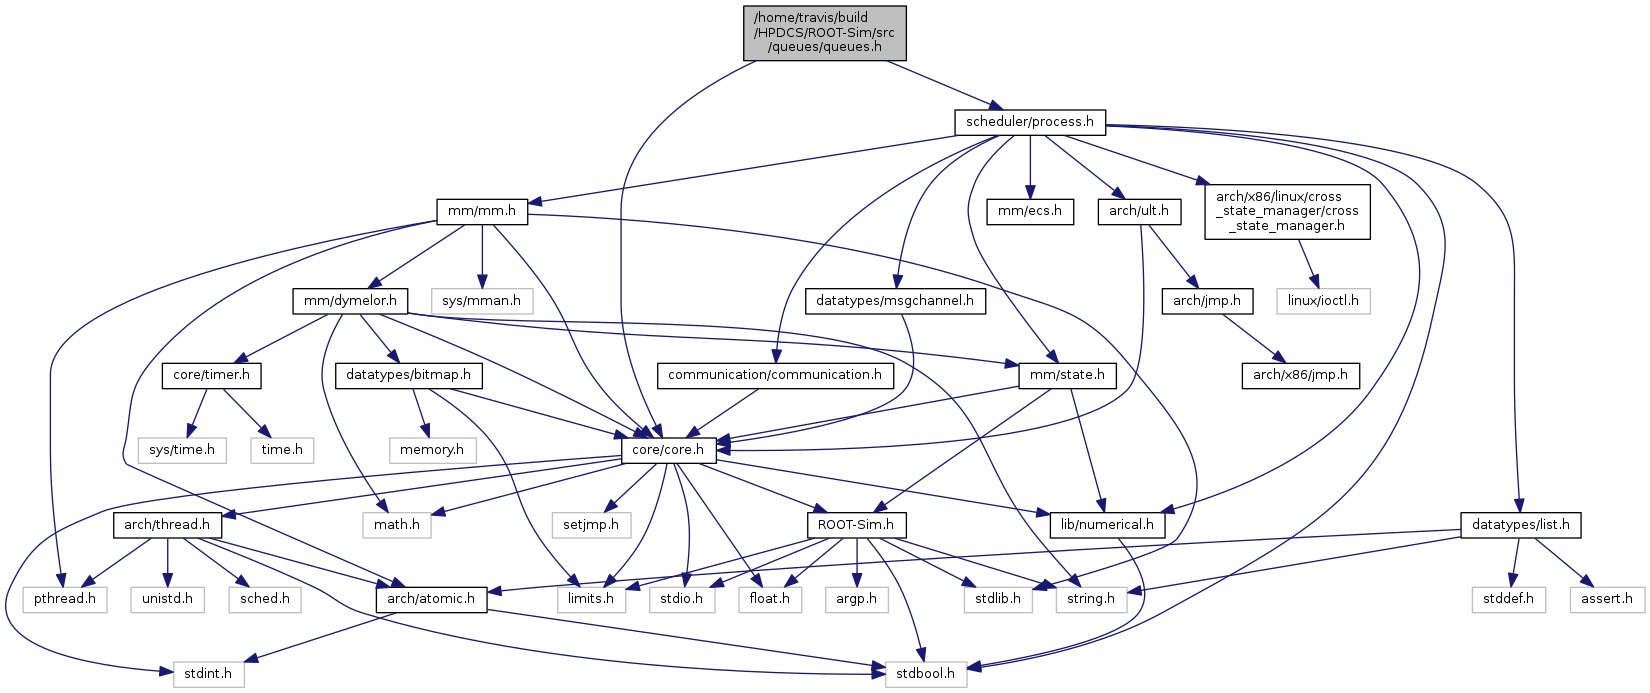 /home/travis/build
/HPDCS/ROOT-Sim/src
/queues/queues.h
scheduler/process.h
mm/mm.h
mm/ecs.h
arch/ult.h
arch/x86/linux/cross
_state_manager/cross
_state_manager.h
mm/dymelor.h
sys/mman.h
datatypes/msgchannel.h
arch/jmp.h
linux/ioctl.h
core/timer.h
datatypes/bitmap.h
communication/communication.h
mm/state.h
arch/x86/jmp.h
sys/time.h
time.h
memory.h
core/core.h
arch/thread.h
math.h
setjmp.h
ROOT-Sim.h
lib/numerical.h
datatypes/list.h
pthread.h
unistd.h
sched.h
arch/atomic.h
limits.h
stdio.h
float.h
argp.h
stdlib.h
string.h
stddef.h
assert.h
stdint.h
stdbool.h